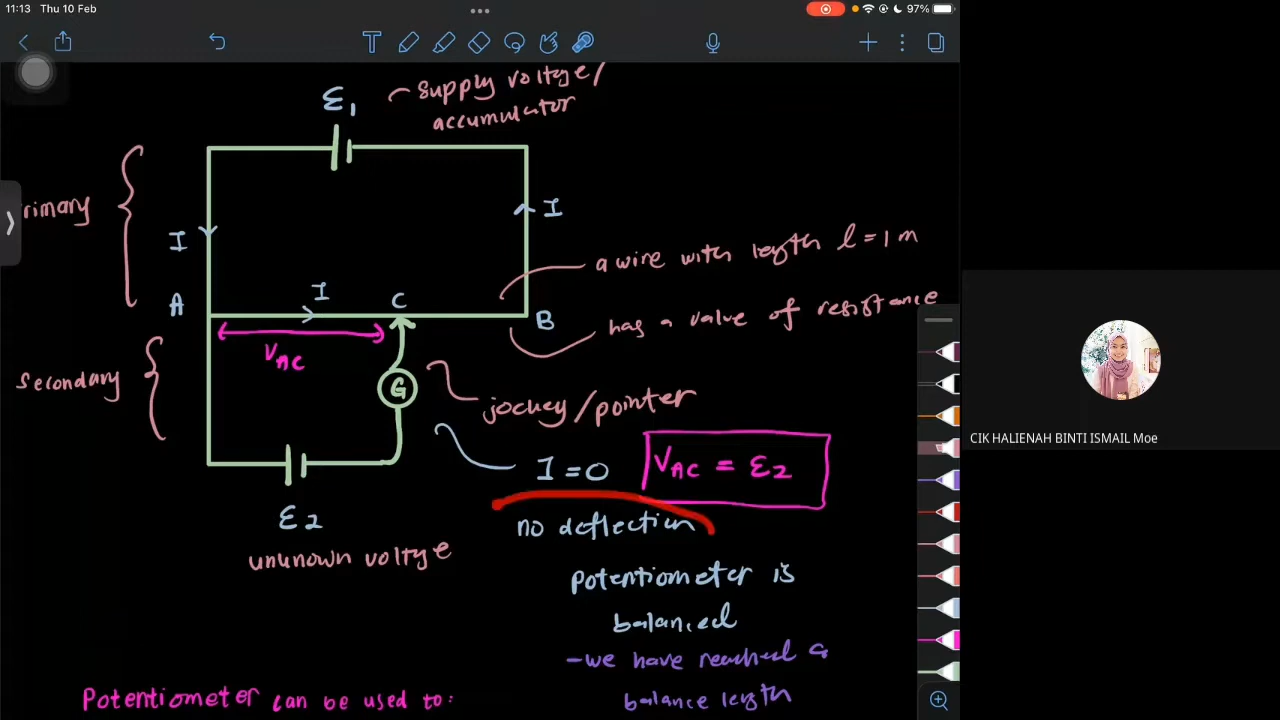 11:13 Thu 10 Feb
97%
ε1
supply voltge/
accumulator
rimary
I
I
a wire with length l = 1 m
A
I
C
B
has a value of resistance
VAC
secondary
G
jockey/pointer
I = 0
VAC = ε2
CIK HALIENAH BINTI ISMAIL Moe
ε2
no deflection
unknown voltge
potentiometer is
balanced
-we have reached a
balance length
Potentiometer can be used to: